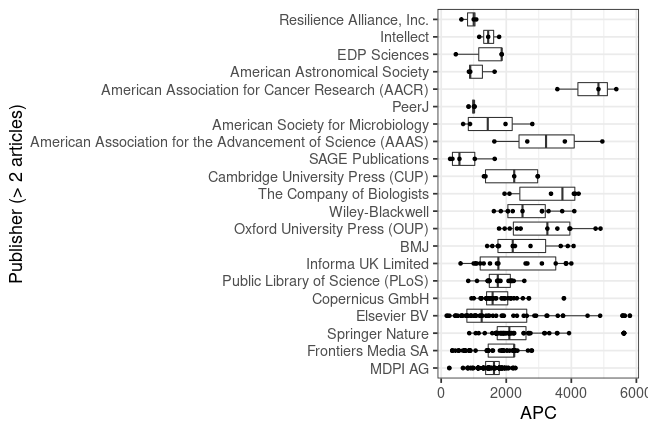 Publisher (> 2 articles)
Resilience Alliance, Inc.
Intellect
EDP Sciences
American Astronomical Society
American Association for Cancer Research (AACR)
PeerJ
American Society for Microbiology
American Association for the Advancement of Science (AAAS)
SAGE Publications
Cambridge University Press (CUP)
The Company of Biologists
Wiley-Blackwell
Oxford University Press (OUP)
BMJ
Informa UK Limited
Public Library of Science (PLoS)
Copernicus GmbH
Elsevier BV
Springer Nature
Frontiers Media SA
MDPI AG
0 2000 4000 6000
APC